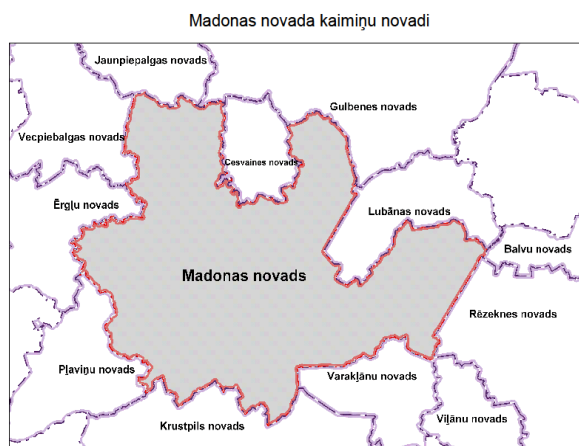 Madonas novada kaimiņu novadi
Jaunpiepalgas novads
Gulbenes novads
Vecpiebalgas novads
Cesvaines novads
Ērgļu novads
Lubānas novads
Balvu novads
Madonas novads
Rēzeknes novads
Pļaviņu novads
Varakļānu novads
Viļānu novads
Krustpils novads